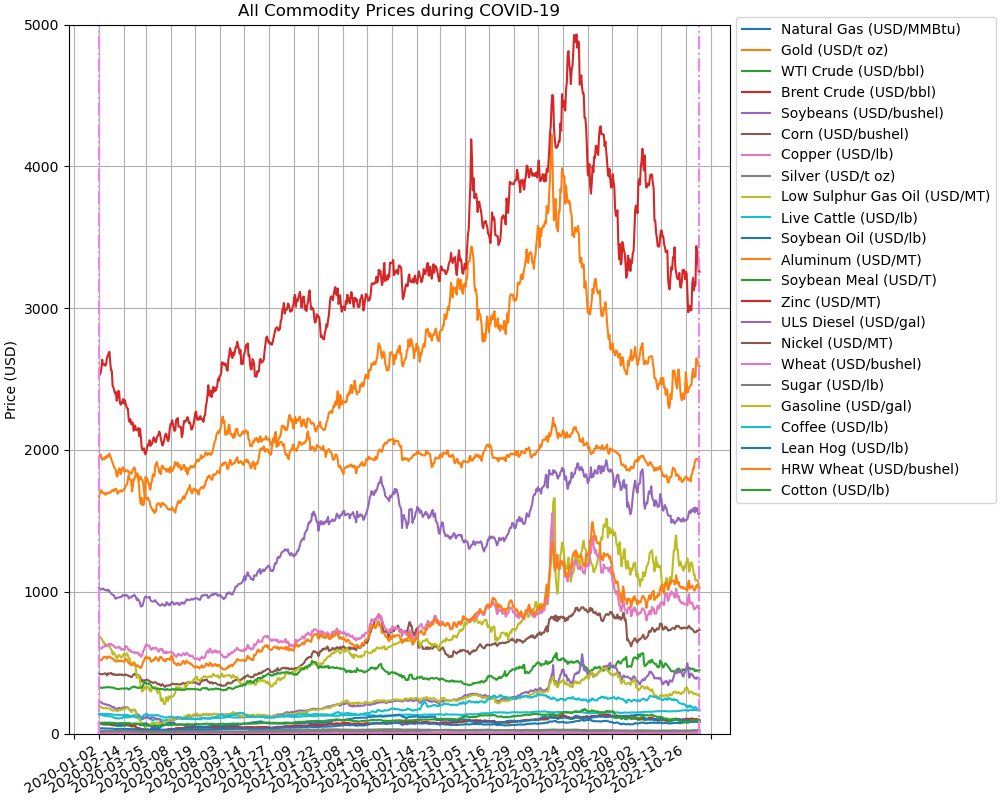 All Commodity Prices during COVID-19
Price (USD)
5000
4000
3000
2000
1000
0
2020-01-02
2020-02-14
2020-03-25
2020-05-08
2020-06-19
2020-08-03
2020-09-14
2020-10-27
2020-12-09
2021-01-22
2021-03-08
2021-04-19
2021-06-01
2021-07-14
2021-08-23
2021-10-05
2021-11-16
2021-12-29
2022-02-09
2022-03-24
2022-05-09
2022-06-20
2022-08-02
2022-09-13
2022-10-26
Natural Gas (USD/MMBtu)
Gold (USD/t oz)
WTI Crude (USD/bbl)
Brent Crude (USD/bbl)
Soybeans (USD/bushel)
Corn (USD/bushel)
Copper (USD/lb)
Silver (USD/t oz)
Low Sulphur Gas Oil (USD/MT)
Live Cattle (USD/lb)
Soybean Oil (USD/lb)
Aluminum (USD/MT)
Soybean Meal (USD/T)
Zinc (USD/MT)
ULS Diesel (USD/gal)
Nickel (USD/MT)
Wheat (USD/bushel)
Sugar (USD/lb)
Gasoline (USD/gal)
Coffee (USD/lb)
Lean Hog (USD/lb)
HRW Wheat (USD/bushel)
Cotton (USD/lb)